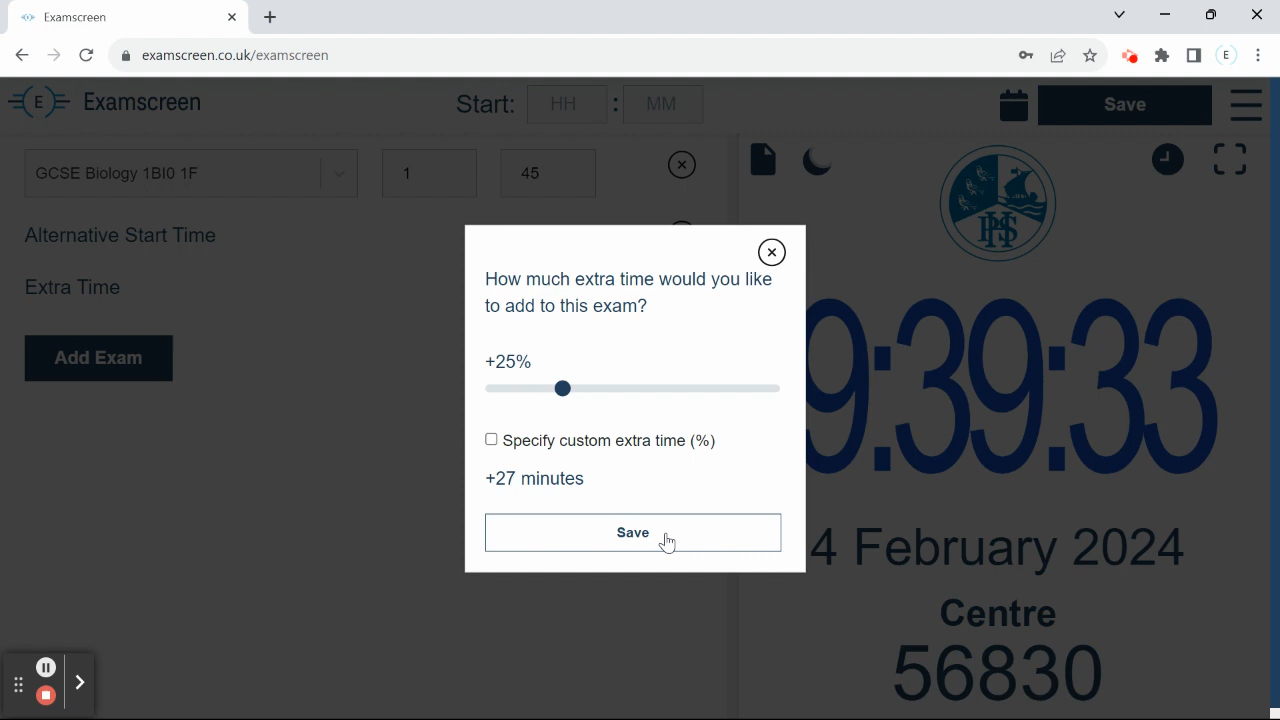 Examscreen
examscreen.co.uk/examscreen
E
E
Examscreen
Start:
HH
:
MM
Save
GCSE Biology 1BI0 1F
1
45
Alternative Start Time
Extra Time
Add Exam
How much extra time would you like
to add to this exam?
+25%
Specify custom extra time (%)
+27 minutes
Save
PHS
9:39:33
4 February 2024
Centre
56830